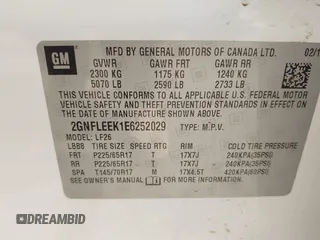 GM
MFD BY GENERAL MOTORS OF CANADA LTD. 02/1
GVWR GAWR FRT GAWR RR
2300 KG 1175 KG 1240 KG
5070 LB 2590 LB 2733 LB
THIS VEHICLE CONFORMS TO ALL APPLICABLE U.S. FEDERAL MOTOR VEHICLE SAFETY, BUMPER, AND THEFT PREVENTION STANDARDS IN EFFECT ON THE DATE OF MANUFACTURE SHOWN ABOVE.
2GNFLEEK1E6252029 TYPE: M.P.V.
MODEL: LF26
LBBB TIRE SIZE SPEED RTG RIM COLD TIRE PRESSURE
FRT P225/65R17 T 17X7J 240KPA(35PSI)
RR P225/65R17 T 17X7J 240KPA(35PSI)
SPA T145/70R17 M 17X4.5T 420KPA(60PSI)
SEE OWNER'S MANUAL FOR ADDITIONAL INFORMATION
© DREAMBID
dreambid.com